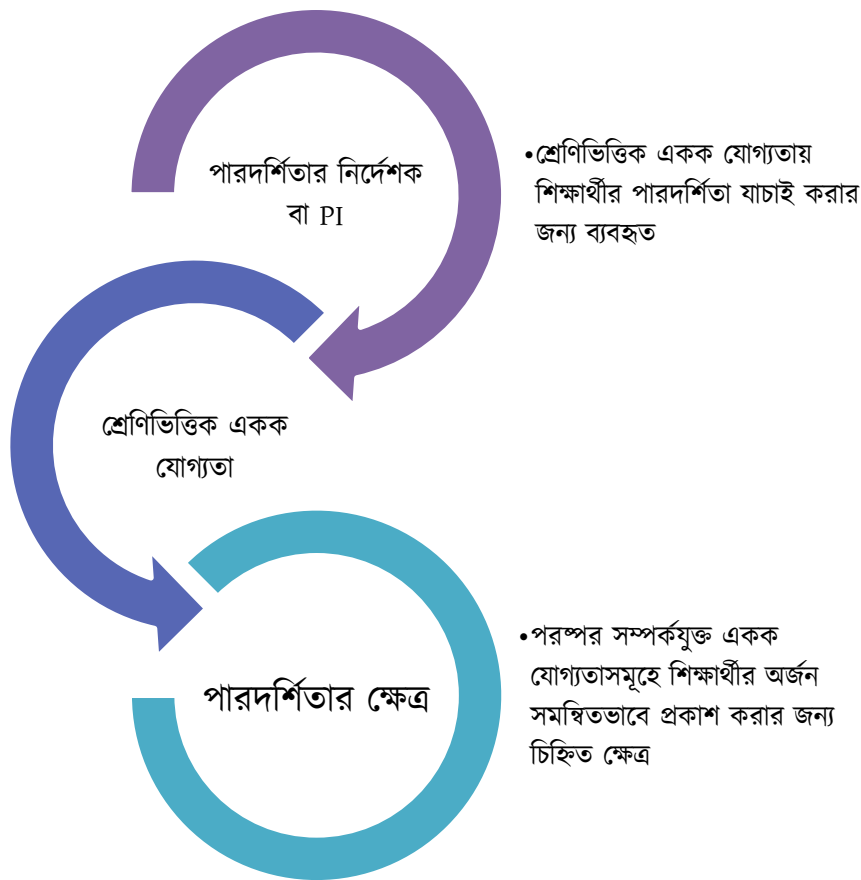 পারদর্শিতার নির্দেশক
বা PI
•শ্রেণিভিত্তিক একক যোগ্যতায়
শিক্ষার্থীর পারদর্শিতা যাচাই করার
জন্য ব্যবহৃত
শ্রেণিভিত্তিক একক
যোগ্যতা
পারদর্শিতার ক্ষেত্র
•পরষ্পর সম্পর্কযুক্ত একক
যোগ্যতাসমূহে শিক্ষার্থীর অর্জন
সমন্বিতভাবে প্রকাশ করার জন্য
চিহ্নিত ক্ষেত্র